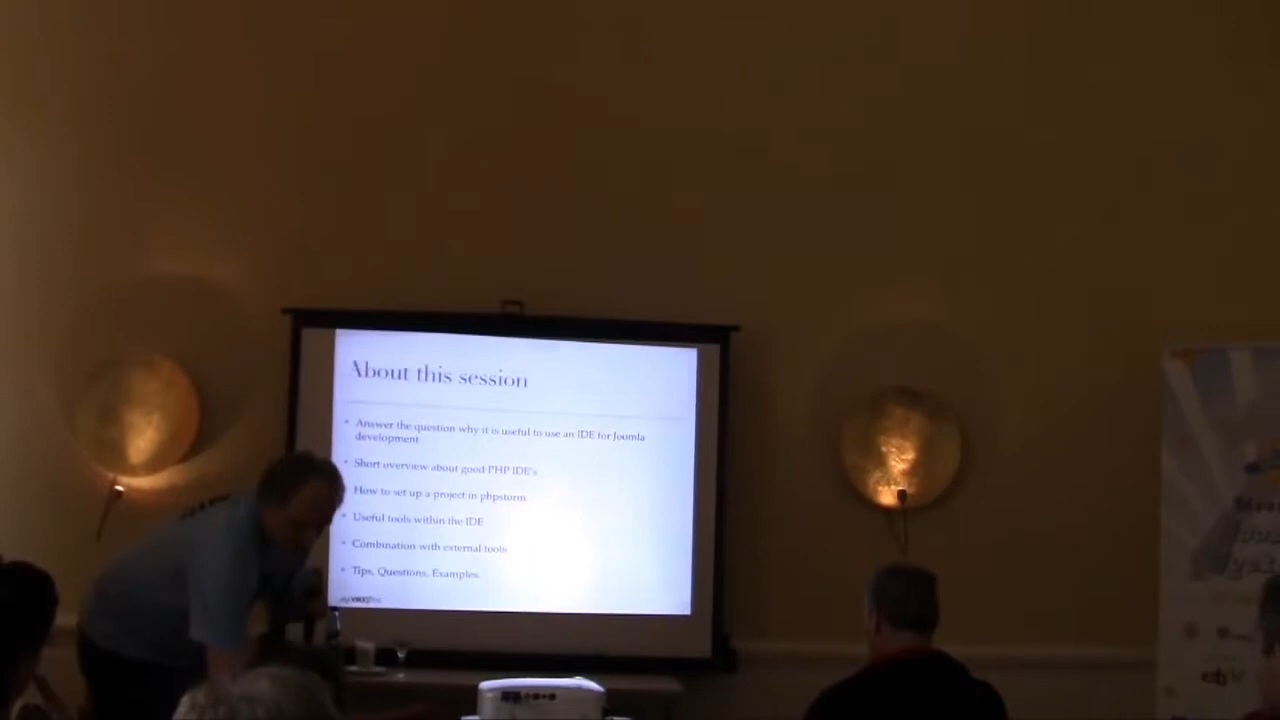 About this session
Answer the question why it is useful to use an IDE for Joomla
development
Short overview about good PHP IDE's
How to set up a project in phpstorm
Useful tools within the IDE
Combination with external tools
Tips, Questions, Examples.